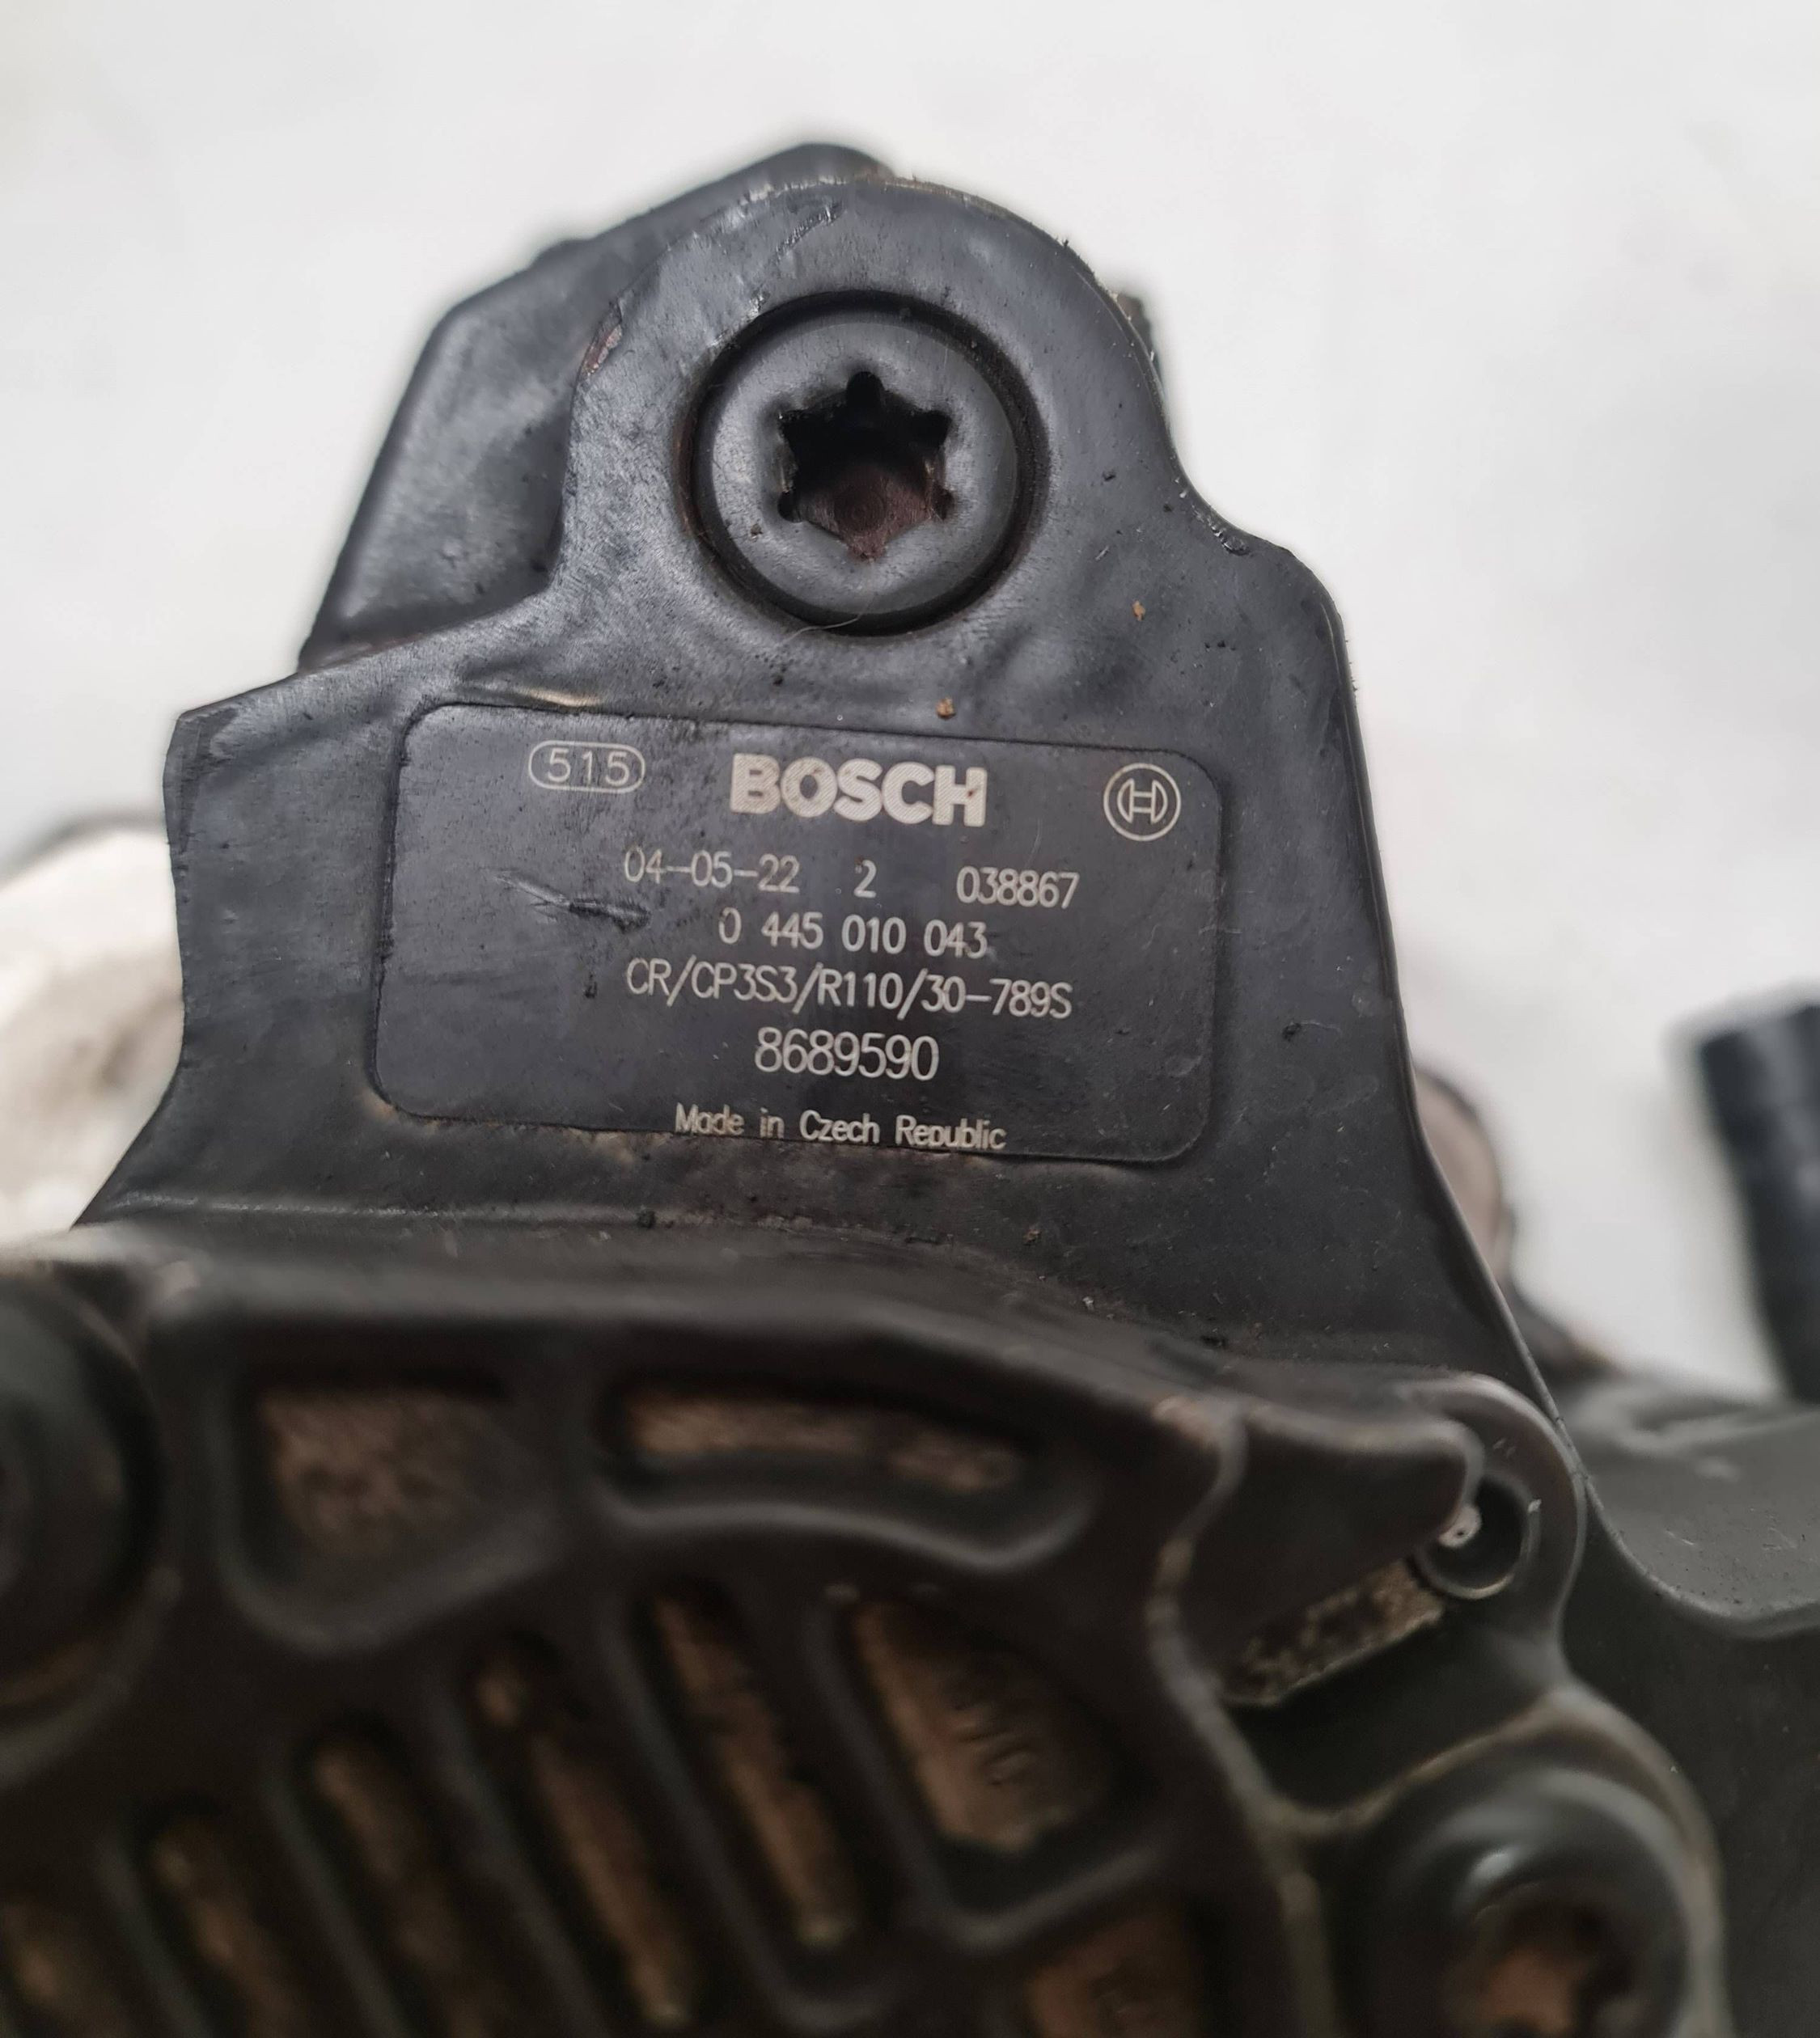 515 BOSCH
04-05-22 2 038867
0 445 010 043
CR/CP3S3/R110/30-789S
8689590
Made in Czech Republic